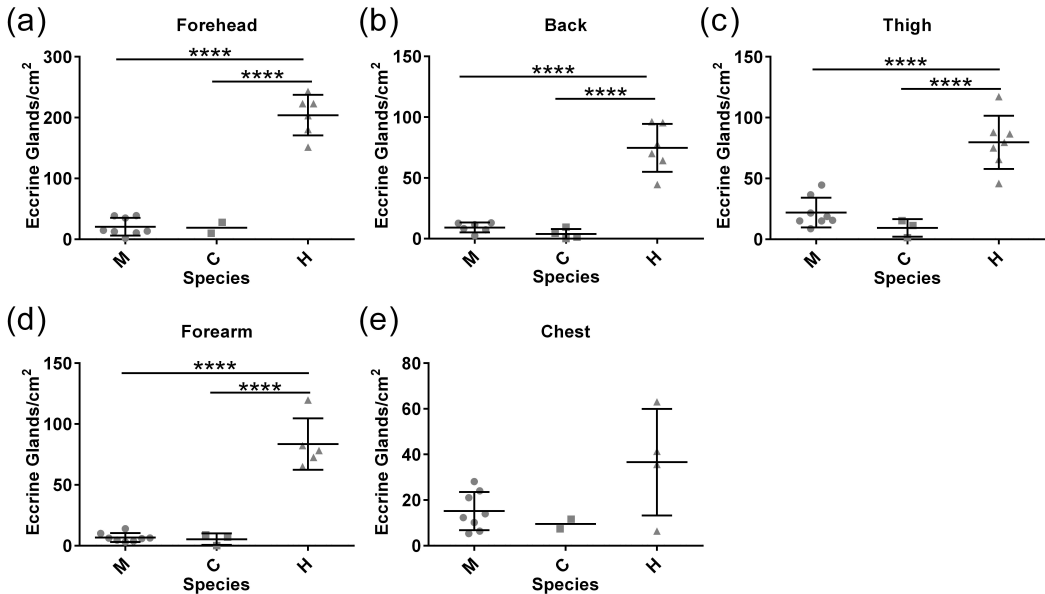 (a)
Forehead
Eccrine Glands/cm²
300
200
100
0
****
****
M
C
H
Species
(b)
Back
Eccrine Glands/cm²
150
100
50
0
****
****
M
C
H
Species
(c)
Thigh
Eccrine Glands/cm²
150
100
50
0
****
****
M
C
H
Species
(d)
Forearm
Eccrine Glands/cm²
150
100
50
0
****
****
M
C
H
Species
(e)
Chest
Eccrine Glands/cm²
80
60
40
20
0
M
C
H
Species